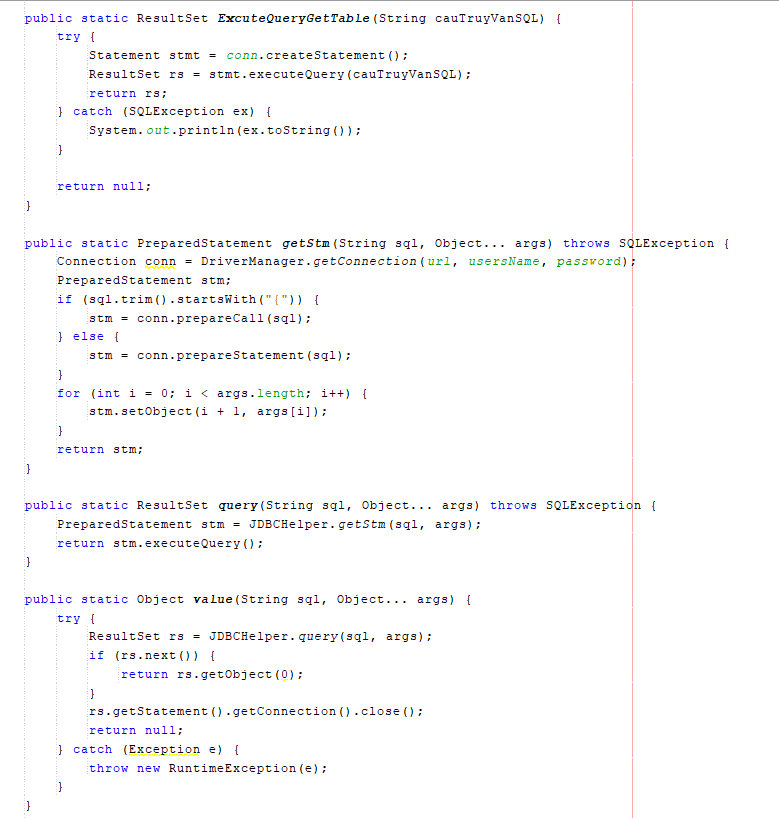 public static ResultSet ExcuteQueryGetTable(String cauTruyVanSQL) {
    try {
        Statement stmt = conn.createStatement();
        ResultSet rs = stmt.executeQuery(cauTruyVanSQL);
        return rs;
    } catch (SQLException ex) {
        System.out.println(ex.toString());
    }

    return null;
}

public static PreparedStatement getStm(String sql, Object... args) throws SQLException {
    Connection conn = DriverManager.getConnection(url, usersName, password);
    PreparedStatement stm;
    if (sql.trim().startsWith("{")) {
        stm = conn.prepareCall(sql);
    } else {
        stm = conn.prepareStatement(sql);
    }
    for (int i = 0; i < args.length; i++) {
        stm.setObject(i + 1, args[i]);
    }
    return stm;
}

public static ResultSet query(String sql, Object... args) throws SQLException {
    PreparedStatement stm = JDBCHelper.getStm(sql, args);
    return stm.executeQuery();
}

public static Object value(String sql, Object... args) {
    try {
        ResultSet rs = JDBCHelper.query(sql, args);
        if (rs.next()) {
            return rs.getObject(0);
        }
        rs.getStatement().getConnection().close();
        return null;
    } catch (Exception e) {
        throw new RuntimeException(e);
    }
}